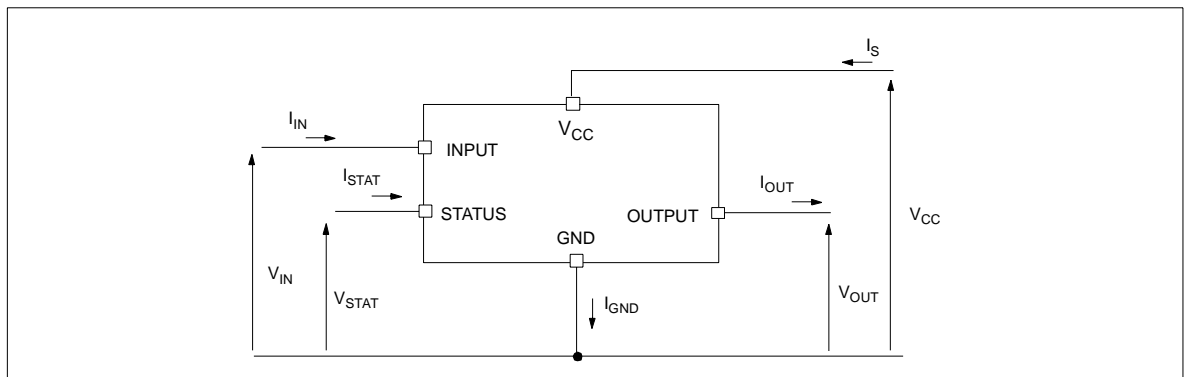 I_S
I_IN
V_CC
INPUT
I_STAT
I_OUT
STATUS
OUTPUT
V_CC
GND
V_IN
V_STAT
I_GND
V_OUT